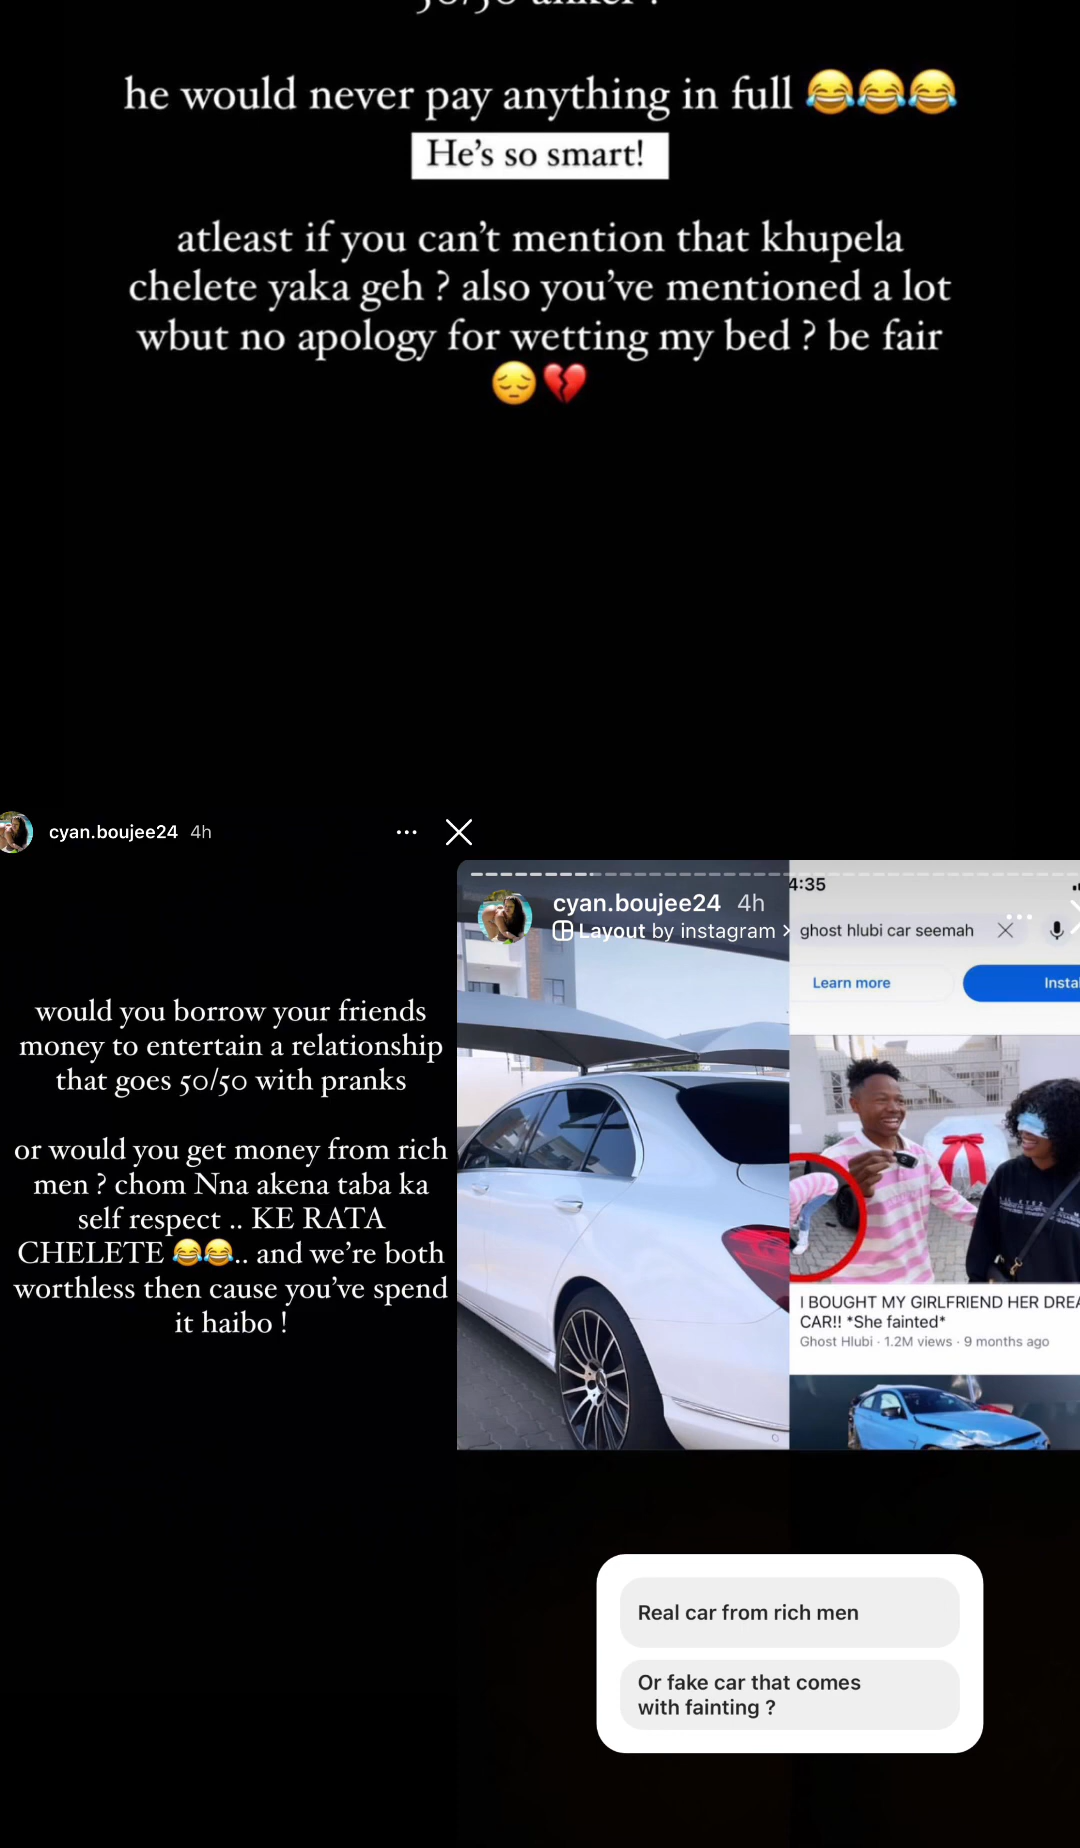 he would never pay anything in full 😂😂😂
He's so smart!
atleast if you can't mention that khupela
chelete yaka geh ? also you've mentioned a lot
wbut no apology for wetting my bed ? be fair
😔💔
cyan.boujee24 4h
would you borrow your friends
money to entertain a relationship
that goes 50/50 with pranks
or would you get money from rich
men ? chom Nna akena taba ka
self respect .. KE RATA
CHELETE 😂😂.. and we're both
worthless then cause you've spend
it haibo !
cyan.boujee24 4h
Layout by instagram >
4:35
ghost hlubi car seemah
Learn more
Instal
I BOUGHT MY GIRLFRIEND HER DREA
CAR!! *She fainted*
Ghost Hlubi · 1.2M views · 9 months ago
Real car from rich men
Or fake car that comes
with fainting ?